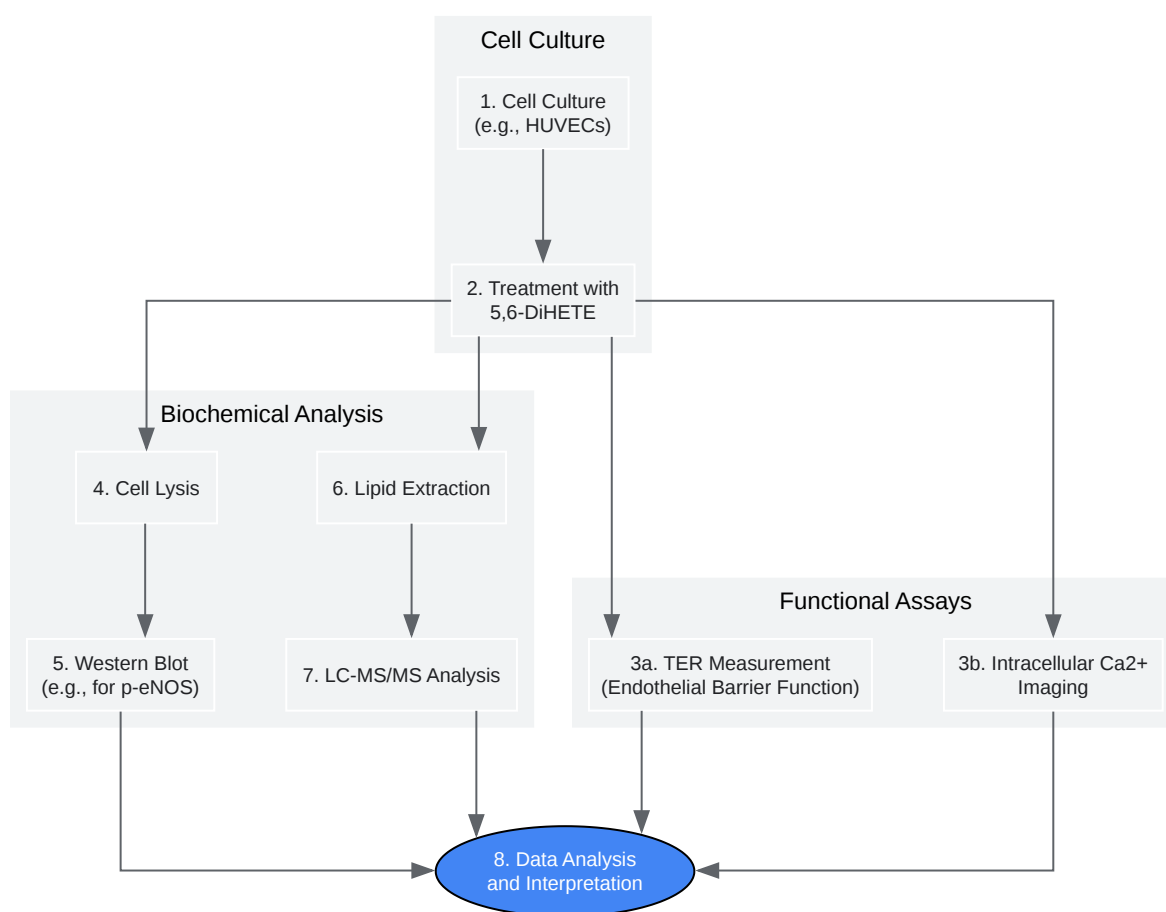 Cell Culture
1. Cell Culture
(e.g., HUVECs)
2. Treatment with
5,6-DiHETE
Biochemical Analysis
4. Cell Lysis
6. Lipid Extraction
5. Western Blot
(e.g., for p-eNOS)
7. LC-MS/MS Analysis
Functional Assays
3a. TER Measurement
(Endothelial Barrier Function)
3b. Intracellular Ca2+
Imaging
8. Data Analysis
and Interpretation